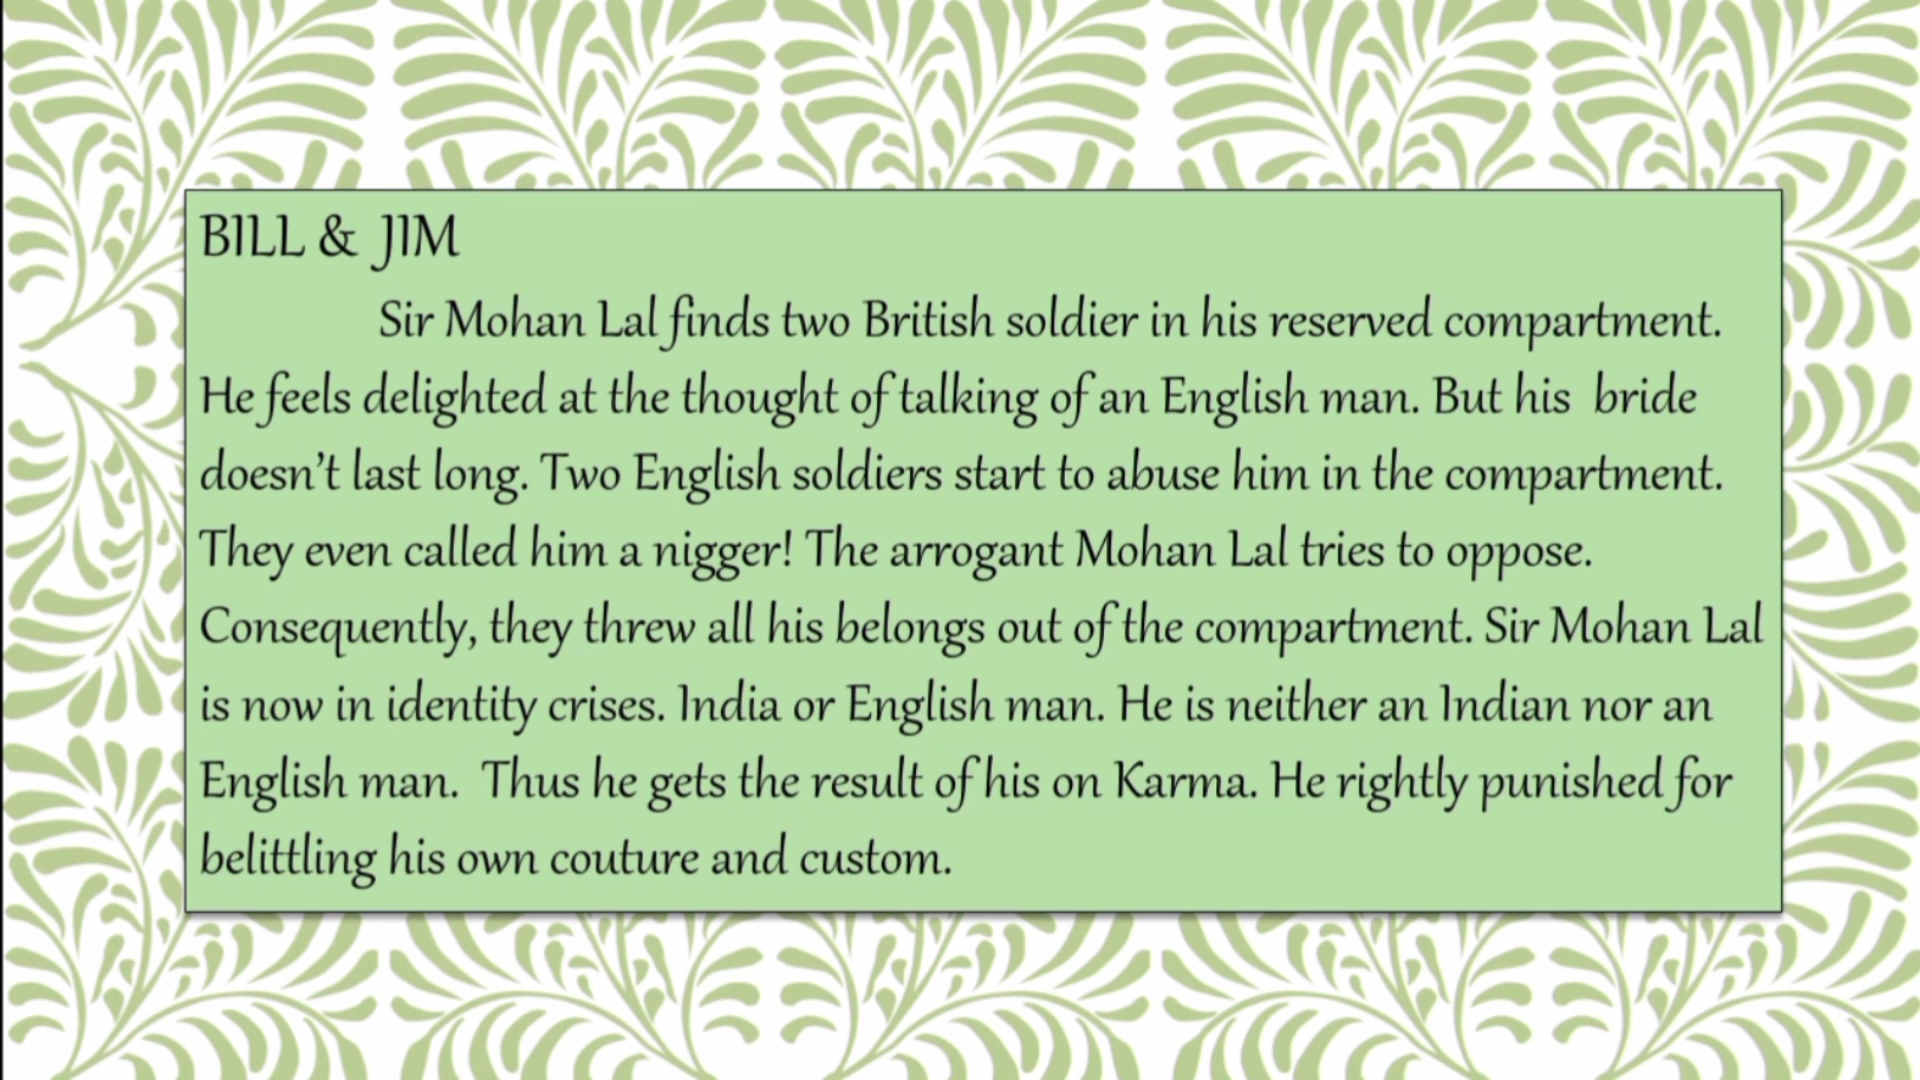 BILL & JIM
Sir Mohan Lal finds two British soldier in his reserved compartment.
He feels delighted at the thought of talking of an English man. But his bride
doesn't last long. Two English soldiers start to abuse him in the compartment.
They even called him a nigger! The arrogant Mohan Lal tries to oppose.
Consequently, they threw all his belongs out of the compartment. Sir Mohan Lal
is now in identity crises. India or English man. He is neither an Indian nor an
English man. Thus he gets the result of his on Karma. He rightly punished for
belittling his own couture and custom.